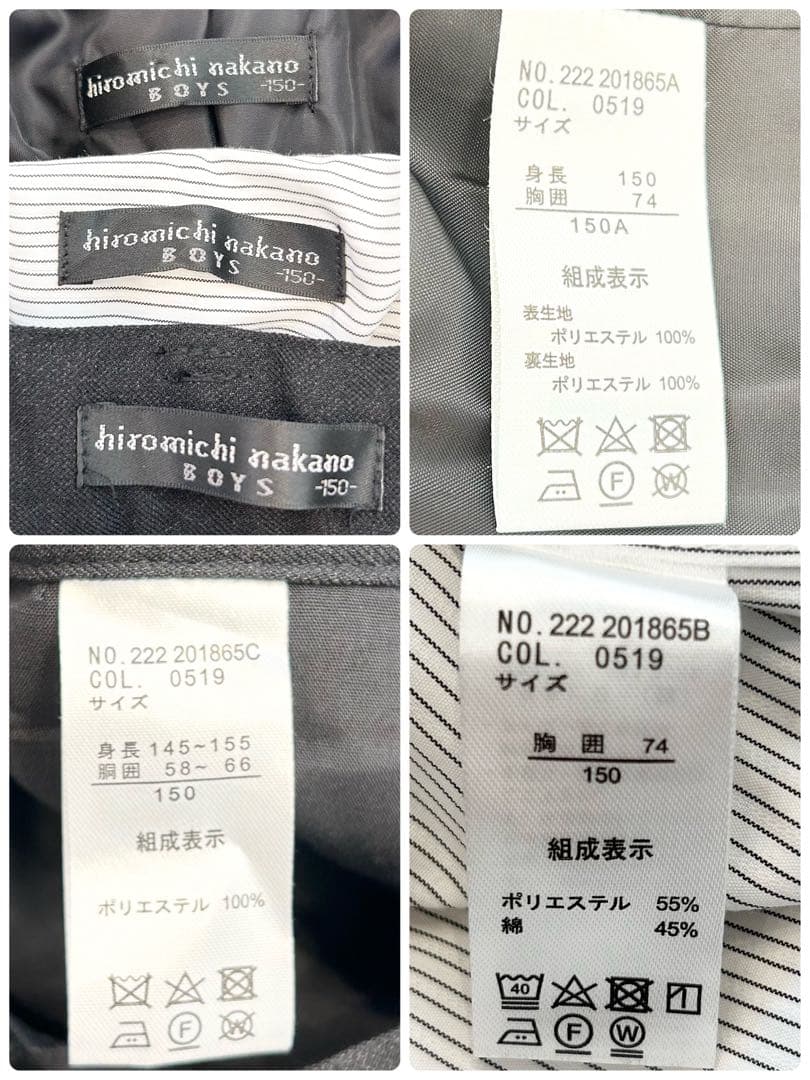 hiromichi nakano
BOYS -150-
hiromichi nakano
BOYS -150-
hiromichi nakano
BOYS -150-
NO.222 201865A
COL. 0519
サイズ
身長 150
胸囲 74
150A
組成表示
表生地
ポリエステル 100%
裏生地
ポリエステル 100%
F
W
NO.222 201865C
COL. 0519
サイズ
身長 145~155
胴囲 58~ 66
150
組成表示
ポリエステル 100%
F
W
NO.222 201865B
COL. 0519
サイズ
胸囲 74
150
組成表示
ポリエステル 55%
綿 45%
40
F
W